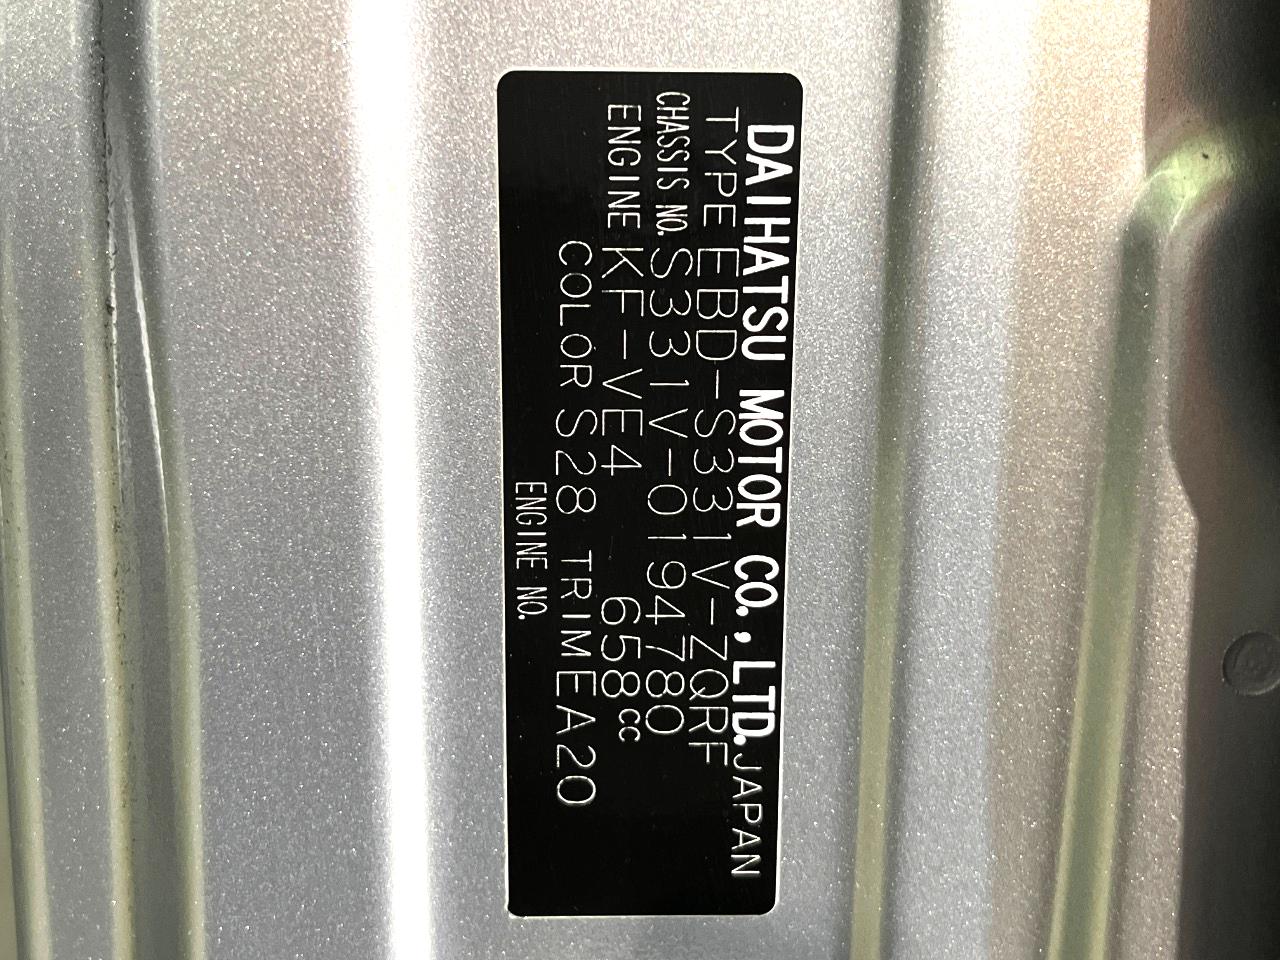 DAIHATSU MOTOR CO., LTD. JAPAN
TYPE EBD-S331V-ZQRF
CHASSIS NO. S331V-0194780
ENGINE KF-VE4 658cc
COLOR S28 TRIM EA20
ENGINE NO.